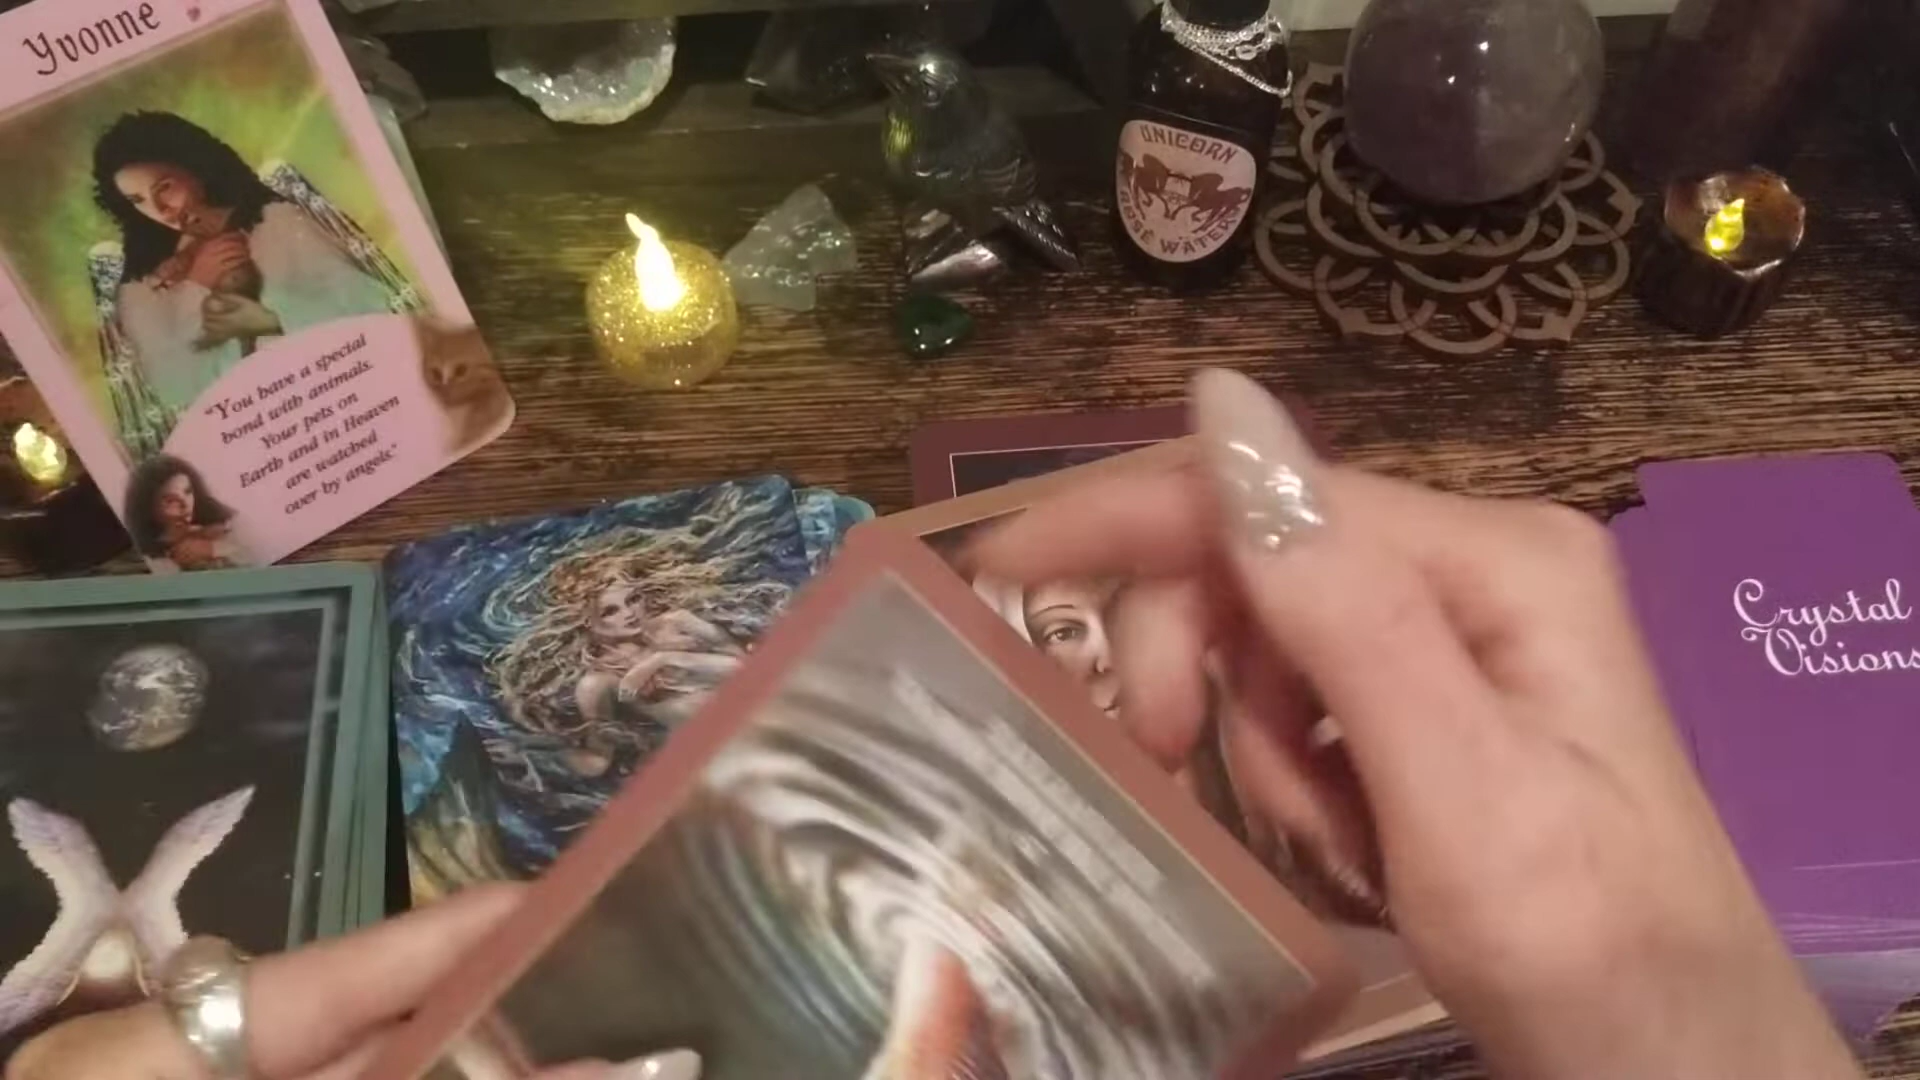 Yvonne
"You have a special
bond with animals.
Your pets on
Earth and in Heaven
are watched
over by angels."
UNICORN
ROSÉ WATER
Crystal
Visions